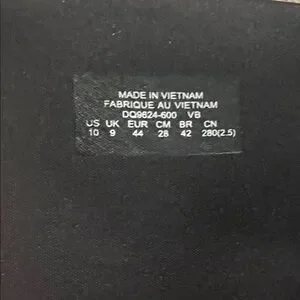 MADE IN VIETNAM
FABRIQUE AU VIETNAM
DQ9624-600 VB
US UK EUR CM BR CN
10 9 44 28 42 280(2.5)